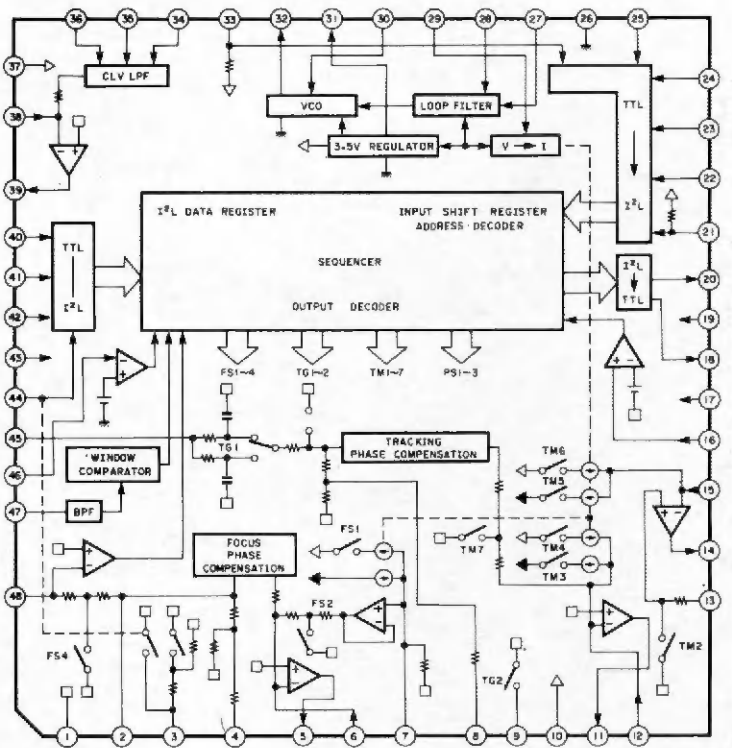 36 35 34 33 32 31 30 29 28 27 26 25
37
CLV LPF
24
38
VCO
LOOP FILTER
TTL
23
3.5V REGULATOR
V → I
22
39
I²L DATA REGISTER
INPUT SHIFT REGISTER
ADDRESS DECODER
I²L
21
40
TTL
SEQUENCER
I²L
20
41
I²L
OUTPUT DECODER
TTL
19
42
18
43
FS1~4
TG1~2
TM1~7
PS1~3
44
17
45
TG1
TRACKING
PHASE COMPENSATION
TM6
16
46
WINDOW
COMPARATOR
TM5
15
47
BPF
FS1
TM7
TM4
14
FOCUS
PHASE
COMPENSATION
TM3
48
FS2
13
FS4
TG2
TM2
1 2 3 4 5 6 7 8 9 10 11 12